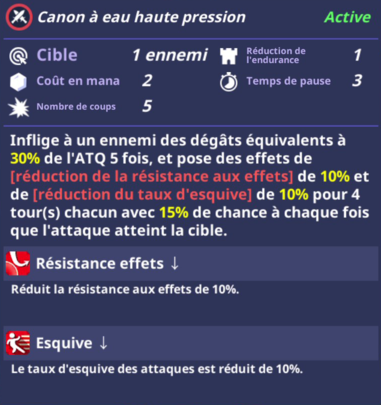 Canon à eau haute pression Active
Cible 1 ennemi Réduction de l'endurance 1
Coût en mana 2 Temps de pause 3
Nombre de coups 5
Inflige à un ennemi des dégâts équivalents à
30% de l'ATQ 5 fois, et pose des effets de
[réduction de la résistance aux effets] de 10% et
de [réduction du taux d'esquive] de 10% pour 4
tour(s) chacun avec 15% de chance à chaque fois
que l'attaque atteint la cible.
Résistance effets ↓
Réduit la résistance aux effets de 10%.
Esquive ↓
Le taux d'esquive des attaques est réduit de 10%.